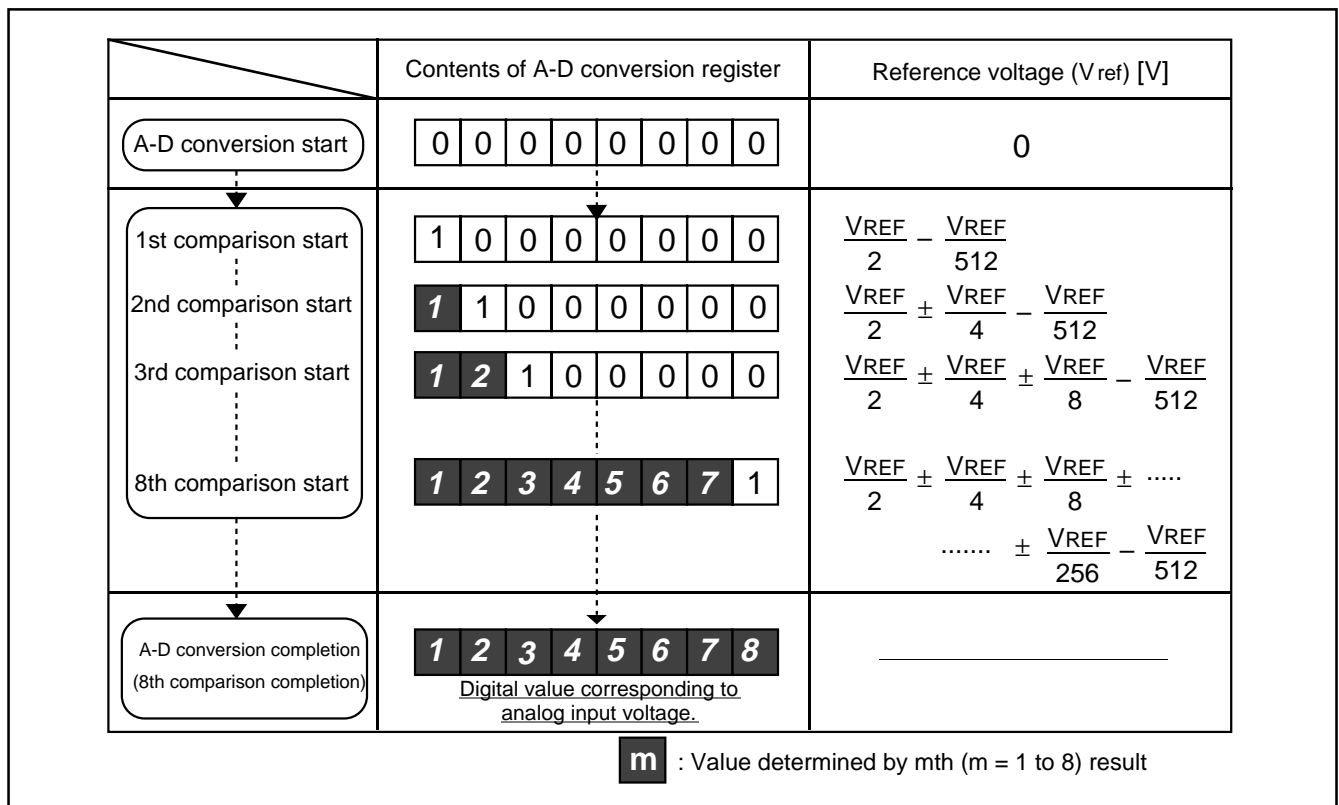 Contents of A-D conversion register
Reference voltage (Vref) [V]
A-D conversion start
0 0 0 0 0 0 0 0
0
1st comparison start
1 0 0 0 0 0 0 0
VREF/2 – VREF/512
2nd comparison start
1 1 0 0 0 0 0 0
VREF/2 ± VREF/4 – VREF/512
3rd comparison start
1 2 1 0 0 0 0 0
VREF/2 ± VREF/4 ± VREF/8 – VREF/512
8th comparison start
1 2 3 4 5 6 7 1
VREF/2 ± VREF/4 ± VREF/8 ± .....
....... ± VREF/256 – VREF/512
A-D conversion completion
(8th comparison completion)
1 2 3 4 5 6 7 8
Digital value corresponding to
analog input voltage.
m : Value determined by mth (m = 1 to 8) result